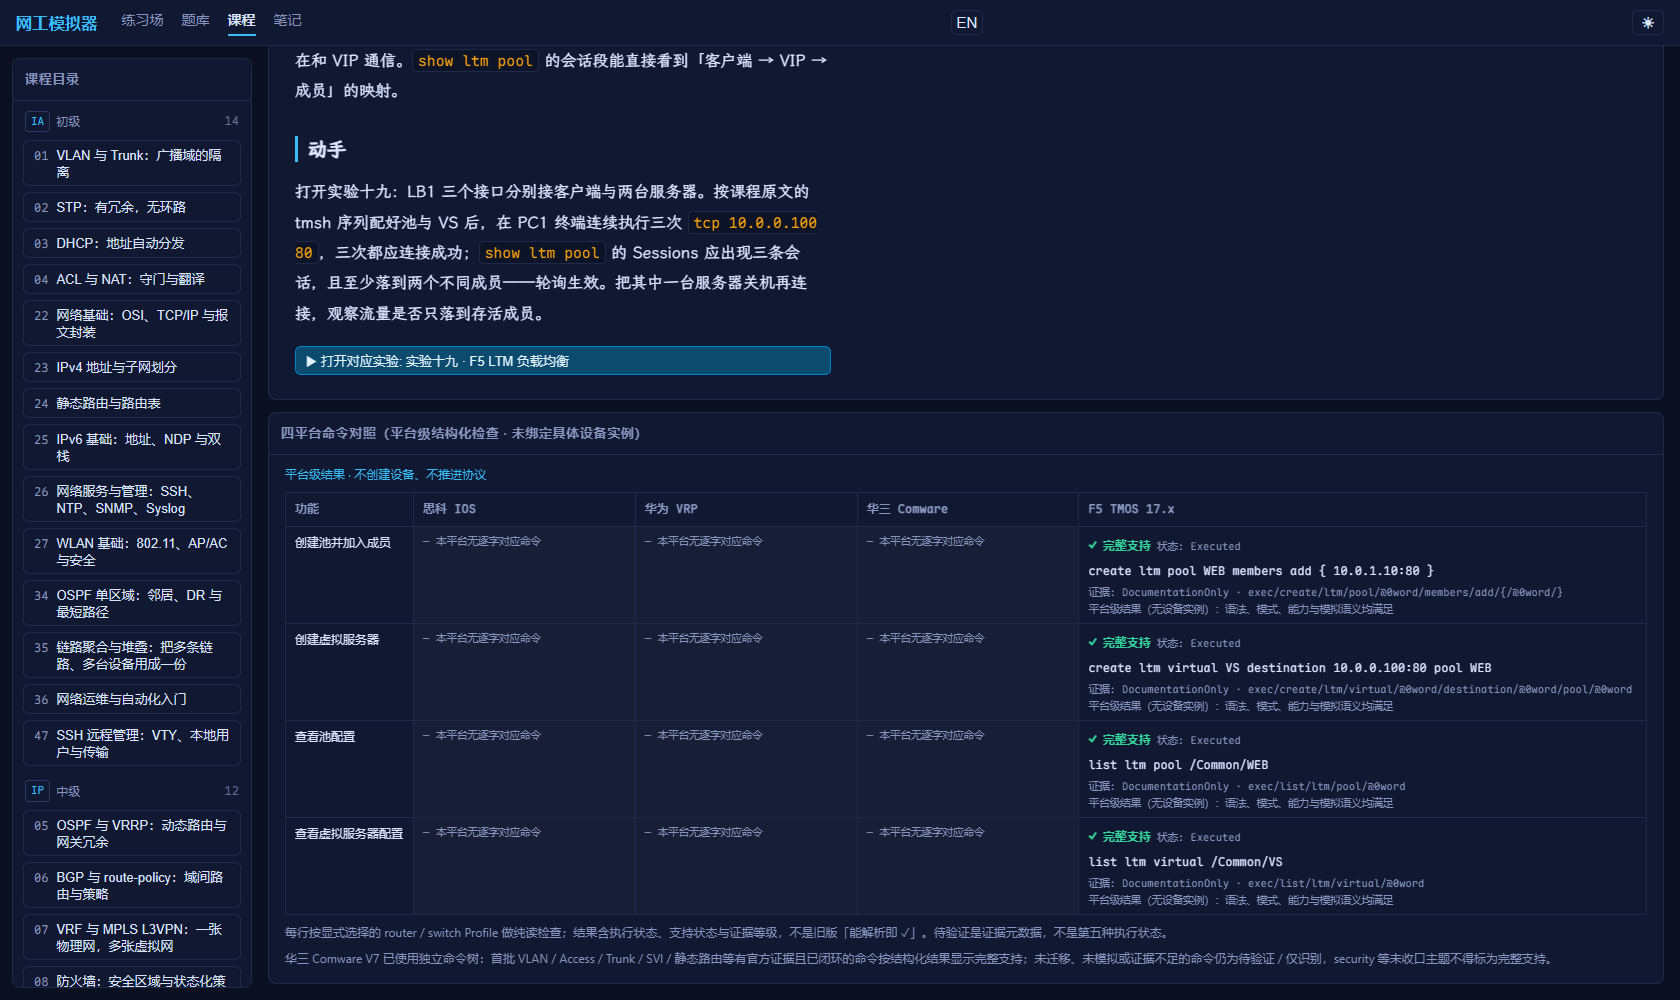 网工模拟器 练习场 题库 课程 笔记 EN
课程目录
IA 初级 14
01 VLAN 与 Trunk：广播域的隔
离
02 STP：有冗余，无环路
03 DHCP：地址自动分发
04 ACL 与 NAT：守门与翻译
22 网络基础：OSI、TCP/IP 与报
文封装
23 IPv4 地址与子网划分
24 静态路由与路由表
25 IPv6 基础：地址、NDP 与双
栈
26 网络服务与管理：SSH、
NTP、SNMP、Syslog
27 WLAN 基础：802.11、AP/AC
与安全
34 OSPF 单区域：邻居、DR 与
最短路径
35 链路聚合与堆叠：把多条链
路、多台设备用成一份
36 网络运维与自动化入门
47 SSH 远程管理：VTY、本地用
户与传输
IP 中级 12
05 OSPF 与 VRRP：动态路由与
网关冗余
06 BGP 与 route-policy：域间路
由与策略
07 VRF 与 MPLS L3VPN：一张
物理网，多张虚拟网
08 防火墙：安全区域与状态化策
在和 VIP 通信。 show ltm pool 的会话段能直接看到「客户端 → VIP →
成员」的映射。
动手
打开实验十九：LB1 三个接口分别接客户端与两台服务器。按课程原文的
tmsh 序列配好池与 VS 后，在 PC1 终端连续执行三次 tcp 10.0.0.100
80 ，三次都应连接成功； show ltm pool 的 Sessions 应出现三条会
话，且至少落到两个不同成员——轮询生效。把其中一台服务器关机再连
接，观察流量是否只落到存活成员。
▶ 打开对应实验: 实验十九 · F5 LTM 负载均衡
四平台命令对照（平台级结构化检查 · 未绑定具体设备实例）
平台级结果 · 不创建设备、不推进协议
功能 思科 IOS 华为 VRP 华三 Comware F5 TMOS 17.x
创建池并加入成员 — 本平台无逐字对应命令 — 本平台无逐字对应命令 — 本平台无逐字对应命令 ✓ 完整支持 状态: Executed
create ltm pool WEB members add { 10.0.1.10:80 }
证据: DocumentationOnly · exec/create/ltm/pool/@0word/members/add/{/@0word/}
平台级结果（无设备实例）：语法、模式、能力与模拟语义均满足
创建虚拟服务器 — 本平台无逐字对应命令 — 本平台无逐字对应命令 — 本平台无逐字对应命令 ✓ 完整支持 状态: Executed
create ltm virtual VS destination 10.0.0.100:80 pool WEB
证据: DocumentationOnly · exec/create/ltm/virtual/@0word/destination/@0word/pool/@0word
平台级结果（无设备实例）：语法、模式、能力与模拟语义均满足
查看池配置 — 本平台无逐字对应命令 — 本平台无逐字对应命令 — 本平台无逐字对应命令 ✓ 完整支持 状态: Executed
list ltm pool /Common/WEB
证据: DocumentationOnly · exec/list/ltm/pool/@0word
平台级结果（无设备实例）：语法、模式、能力与模拟语义均满足
查看虚拟服务器配置 — 本平台无逐字对应命令 — 本平台无逐字对应命令 — 本平台无逐字对应命令 ✓ 完整支持 状态: Executed
list ltm virtual /Common/VS
证据: DocumentationOnly · exec/list/ltm/virtual/@0word
平台级结果（无设备实例）：语法、模式、能力与模拟语义均满足
每行按显式选择的 router / switch Profile 做纯读检查；结果含执行状态、支持状态与证据等级，不是旧版「能解析即 ✓」。待验证是证据元数据，不是第五种执行状态。
华三 Comware V7 已使用独立命令树：首批 VLAN / Access / Trunk / SVI / 静态路由等有官方证据且已闭环的命令按结构化结果显示完整支持；未迁移、未模拟或证据不足的命令仍为待验证 / 仅识别，security 等未收口主题不得标为完整支持。